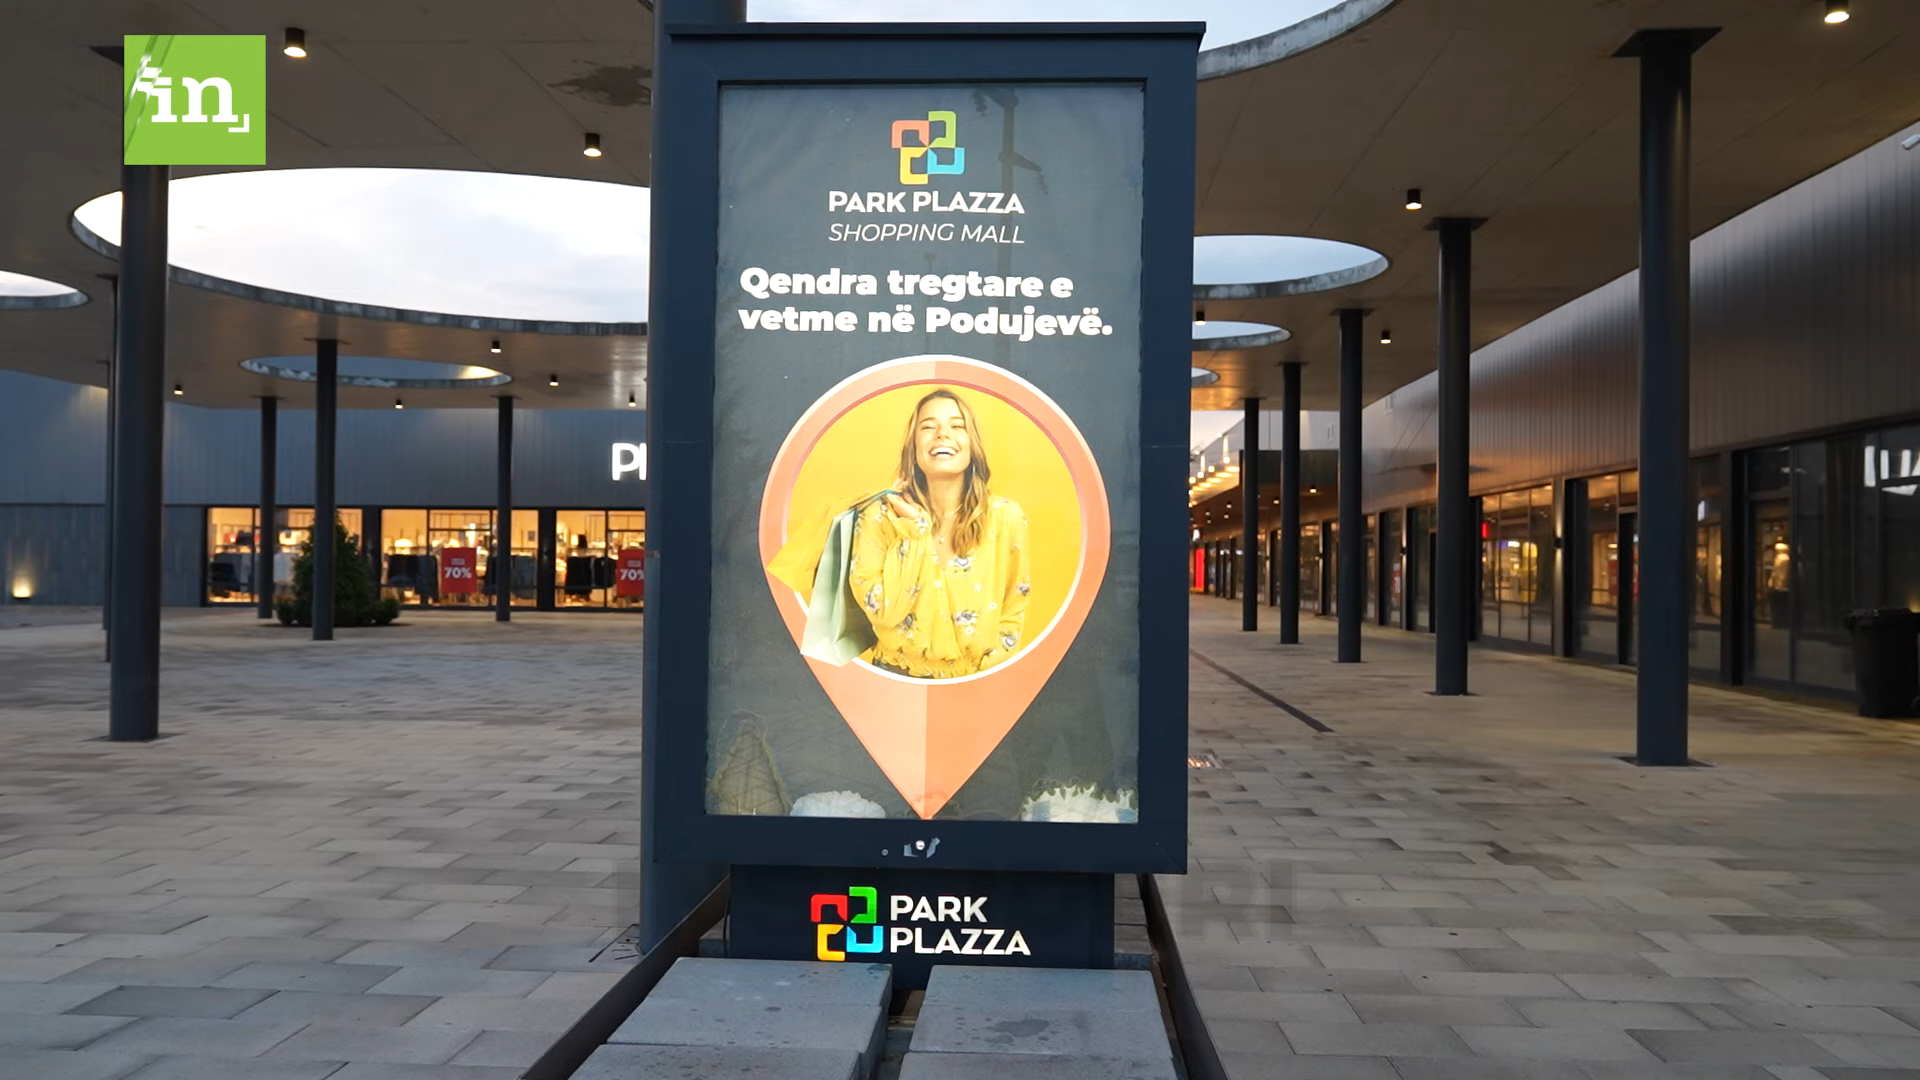 in
PARK PLAZZA
SHOPPING MALL
Qendra tregtare e
vetme në Podujevë.
70%
70%
PARK
PLAZZA